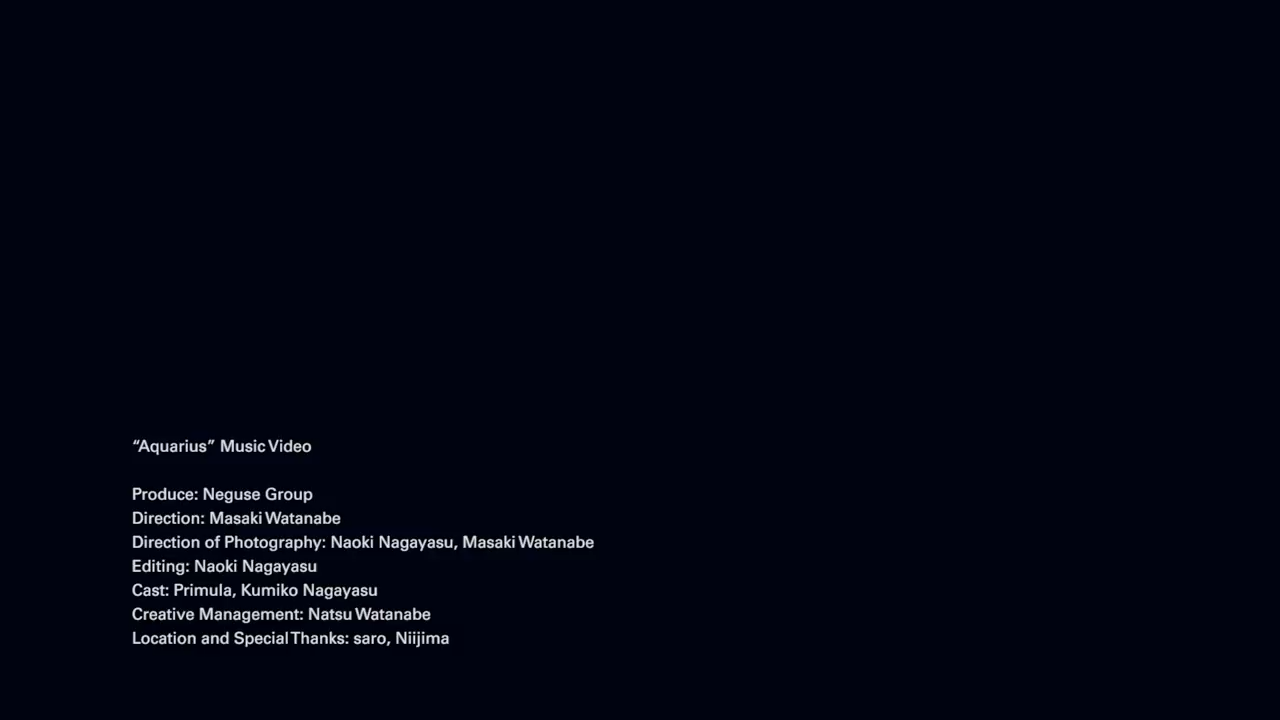 “Aquarius” Music Video
Produce: Neguse Group
Direction: Masaki Watanabe
Direction of Photography: Naoki Nagayasu, Masaki Watanabe
Editing: Naoki Nagayasu
Cast: Primula, Kumiko Nagayasu
Creative Management: Natsu Watanabe
Location and Special Thanks: saro, Niijima